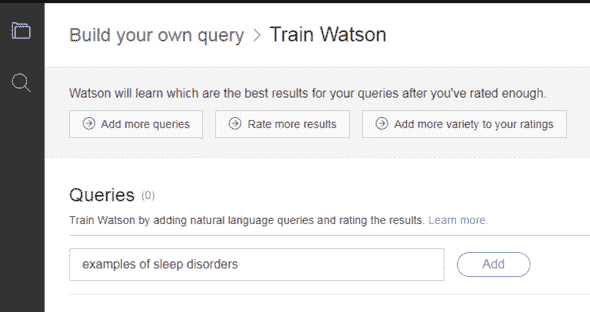 Build your own query > Train Watson
Watson will learn which are the best results for your queries after you've rated enough.
Add more queries Rate more results Add more variety to your ratings
Queries (0)
Train Watson by adding natural language queries and rating the results. Learn more.
examples of sleep disorders Add